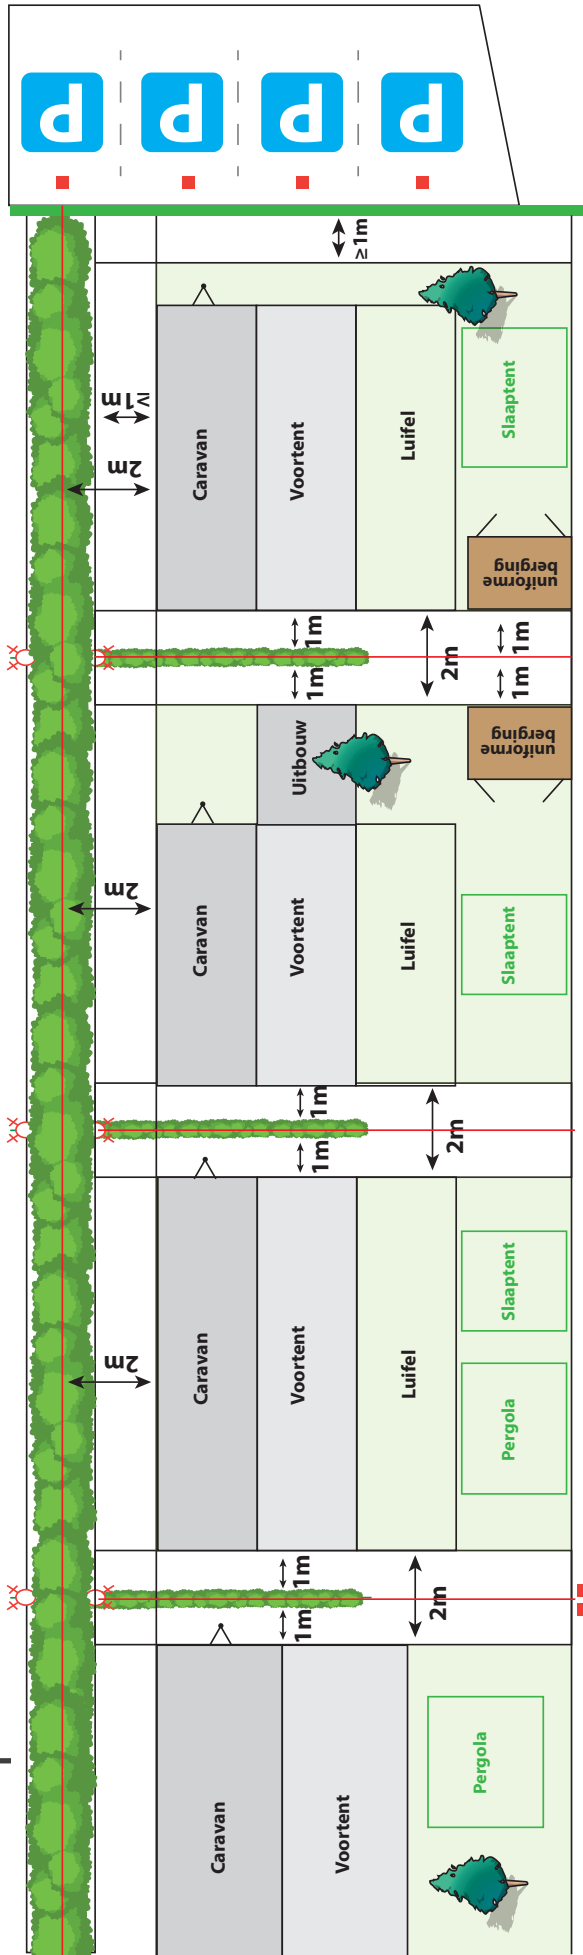 P
P
P
P
≥1m
≥1m
2m
Caravan
Voortent
Luifel
Slaaptent
uniforme
berging
1m
1m
2m
1m
1m
Uitbouw
uniforme
berging
2m
Caravan
Voortent
Luifel
Slaaptent
1m
1m
2m
2m
Caravan
Voortent
Luifel
Slaaptent
Pergola
1m
1m
2m
Caravan
Voortent
Pergola